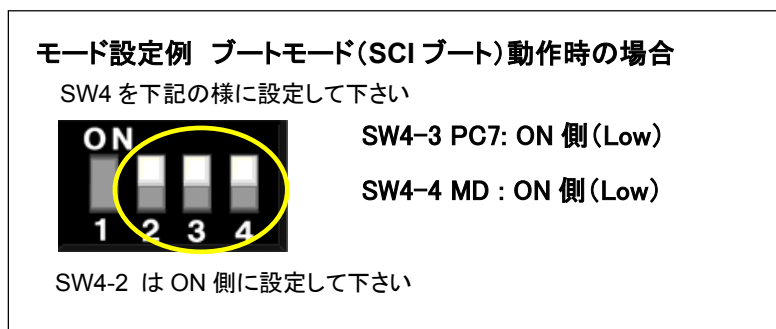 モード設定例 ブートモード(SCI ブート)動作時の場合
SW4 を下記の様に設定して下さい
ON
1 2 3 4
SW4-3 PC7: ON 側(Low)
SW4-4 MD : ON 側(Low)
SW4-2 は ON 側に設定して下さい